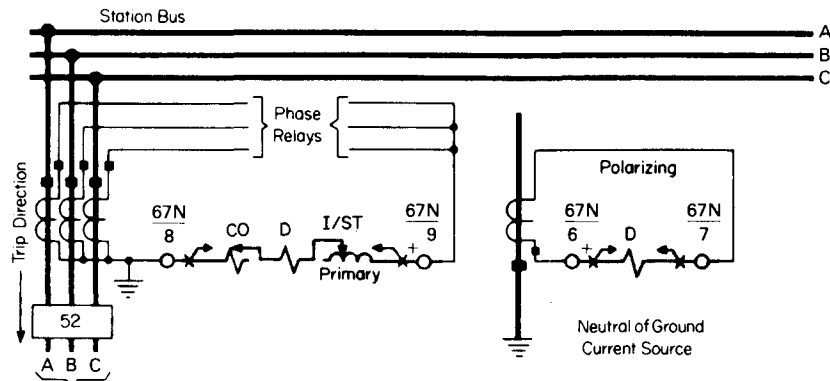 Station Bus
A
B
C
Phase
Relays
Polarizing
Trip Direction
67N
8
CO
D
I/ST
67N
9
+
Primary
67N
6
+
D
67N
7
52
A B C
Neutral of Ground
Current Source